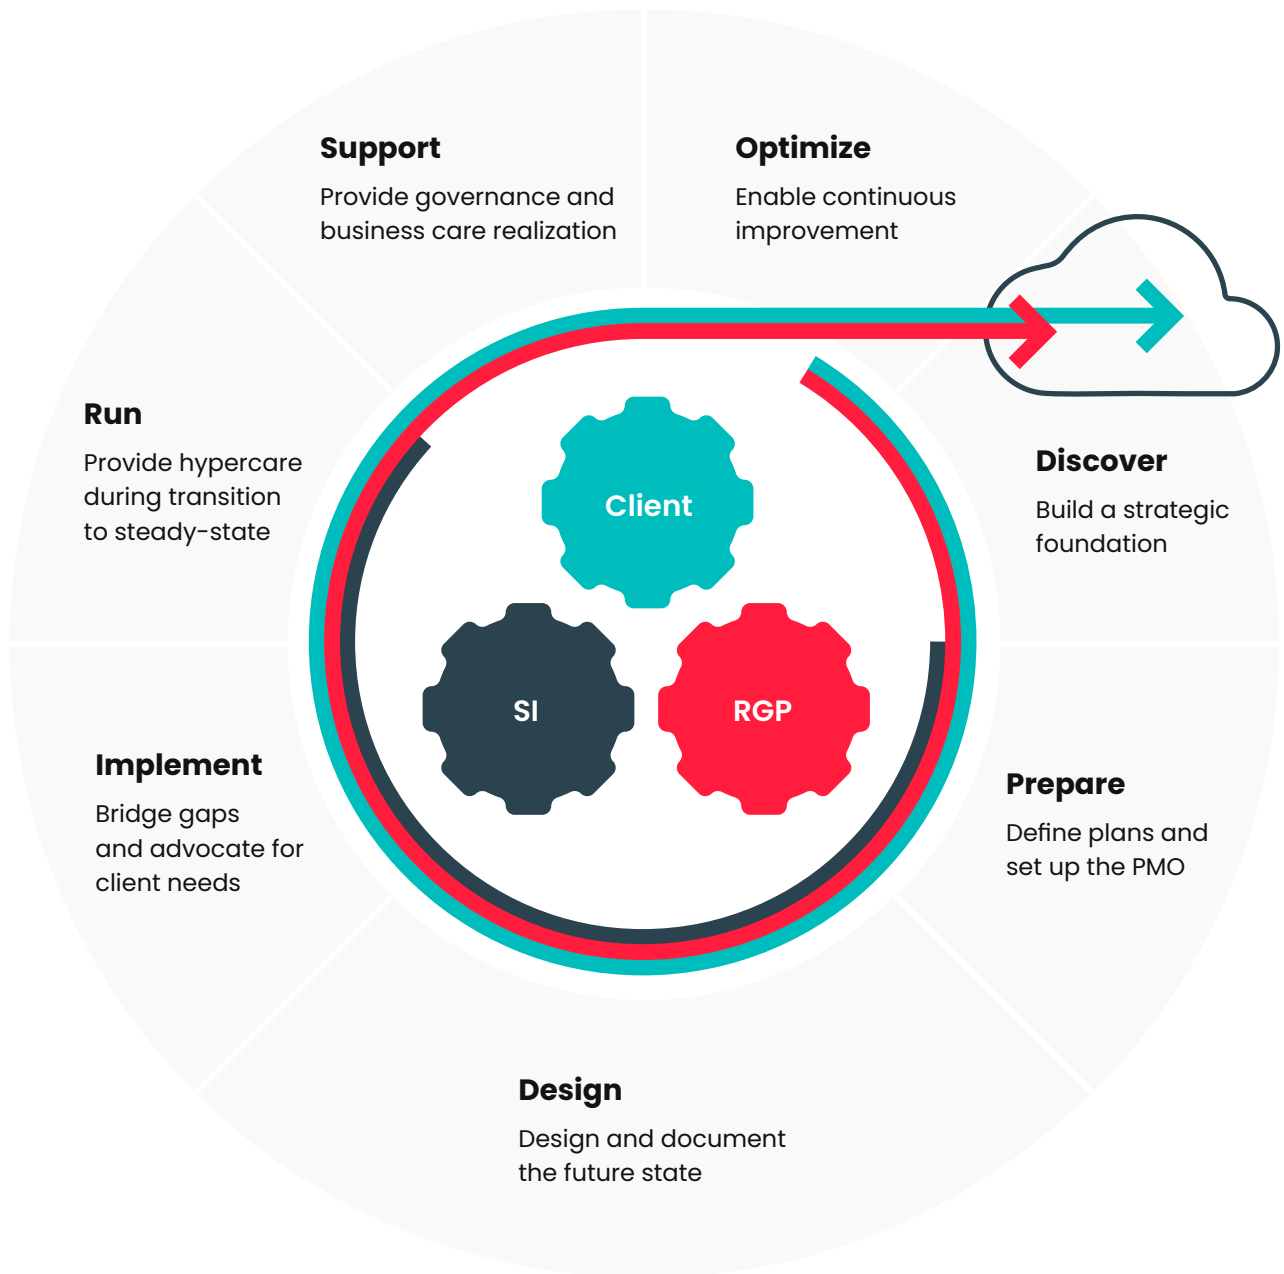 Support
Provide governance and
business care realization
Optimize
Enable continuous
improvement
Run
Provide hypercare
during transition
to steady-state
Discover
Build a strategic
foundation
Client
SI
RGP
Implement
Bridge gaps
and advocate for
client needs
Prepare
Define plans and
set up the PMO
Design
Design and document
the future state